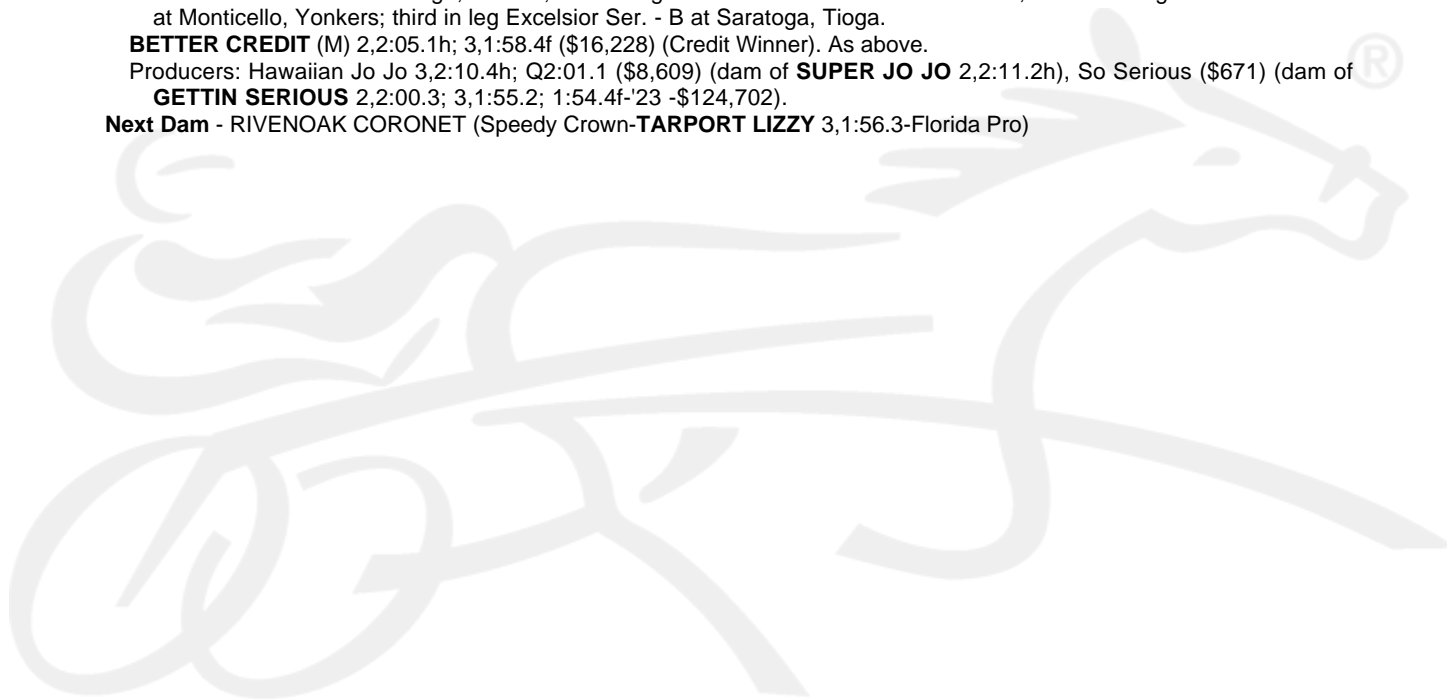 at Monticello, Yonkers; third in leg Excelsior Ser. - B at Saratoga, Tioga.
BETTER CREDIT (M) 2,2:05.1h; 3,1:58.4f ($16,228) (Credit Winner). As above.
Producers: Hawaiian Jo Jo 3,2:10.4h; Q2:01.1 ($8,609) (dam of SUPER JO JO 2,2:11.2h), So Serious ($671) (dam of
GETTIN SERIOUS 2,2:00.3; 3,1:55.2; 1:54.4f-'23 -$124,702).
Next Dam - RIVENOAK CORONET (Speedy Crown-TARPORT LIZZY 3,1:56.3-Florida Pro)
®